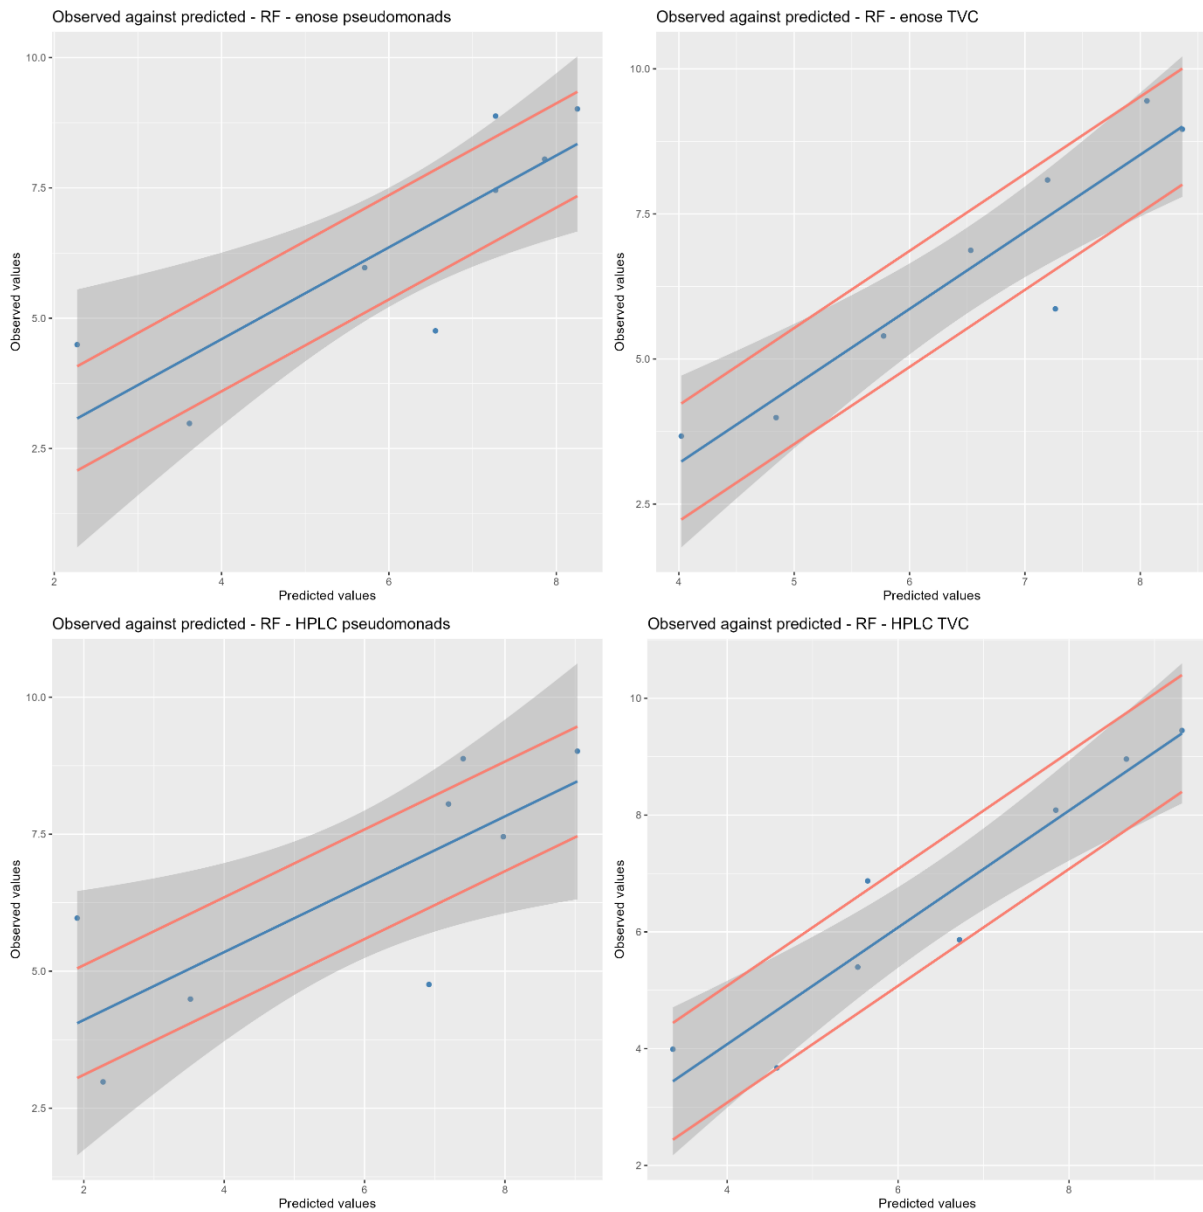 Observed against predicted - RF - enose pseudomonads
10.0
7.5
5.0
2.5
Observed values
2
4
6
8
Predicted values
Observed against predicted - RF - enose TVC
10.0
7.5
5.0
2.5
Observed values
4
5
6
7
8
Predicted values
Observed against predicted - RF - HPLC pseudomonads
10.0
7.5
5.0
2.5
Observed values
2
4
6
8
Predicted values
Observed against predicted - RF - HPLC TVC
10
8
6
4
2
Observed values
4
6
8
Predicted values